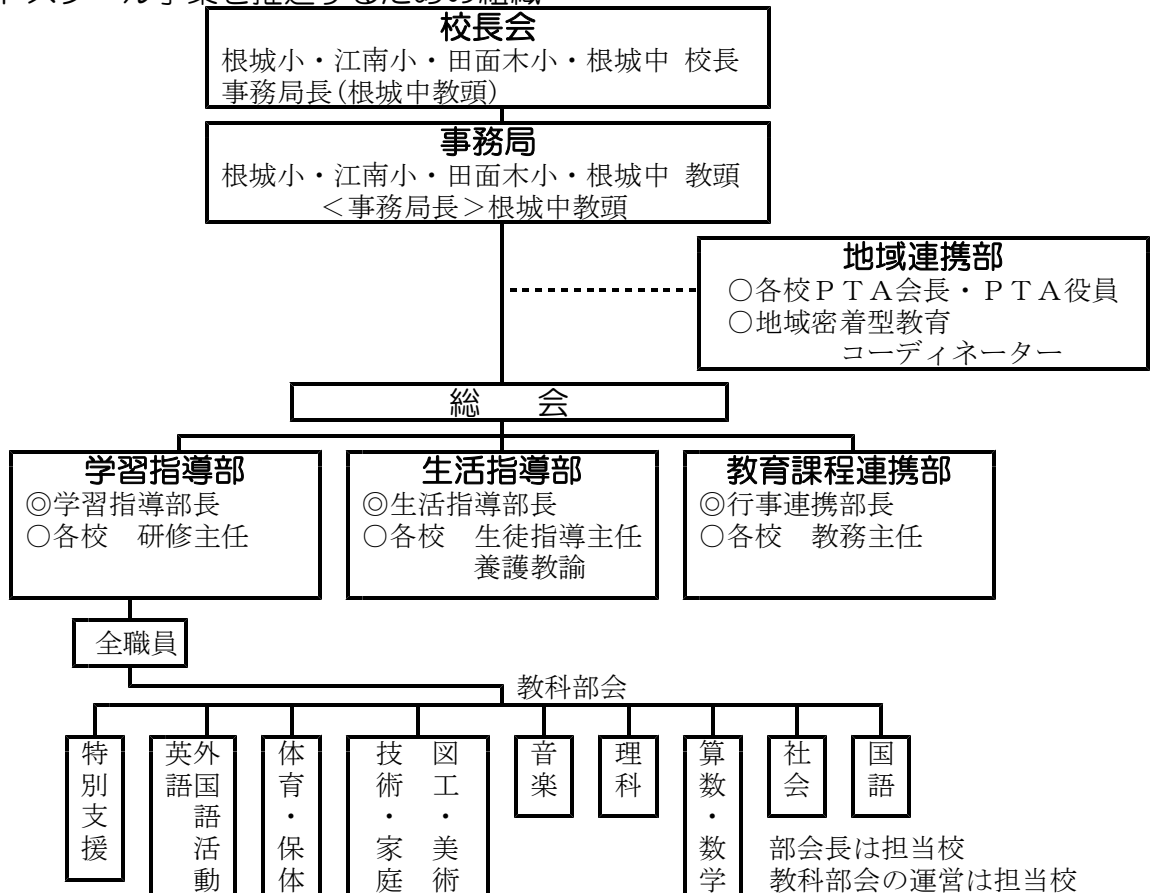 校長会
根城小・江南小・田面木小・根城中 校長
事務局長(根城中教頭)
事務局
根城小・江南小・田面木小・根城中 教頭
＜事務局長＞根城中教頭
地域連携部
○各校ＰＴＡ会長・ＰＴＡ役員
○地域密着型教育
コーディネーター
総　会
学習指導部
◎学習指導部長
○各校　研修主任
生活指導部
◎生活指導部長
○各校　生徒指導主任
養護教諭
教育課程連携部
◎行事連携部長
○各校　教務主任
全職員
教科部会
国語
社会
算数・数学
理科
音楽
図工・美術
技術・家庭
体育・保体
外国語活動
英語
特別支援
部会長は担当校
教科部会の運営は担当校